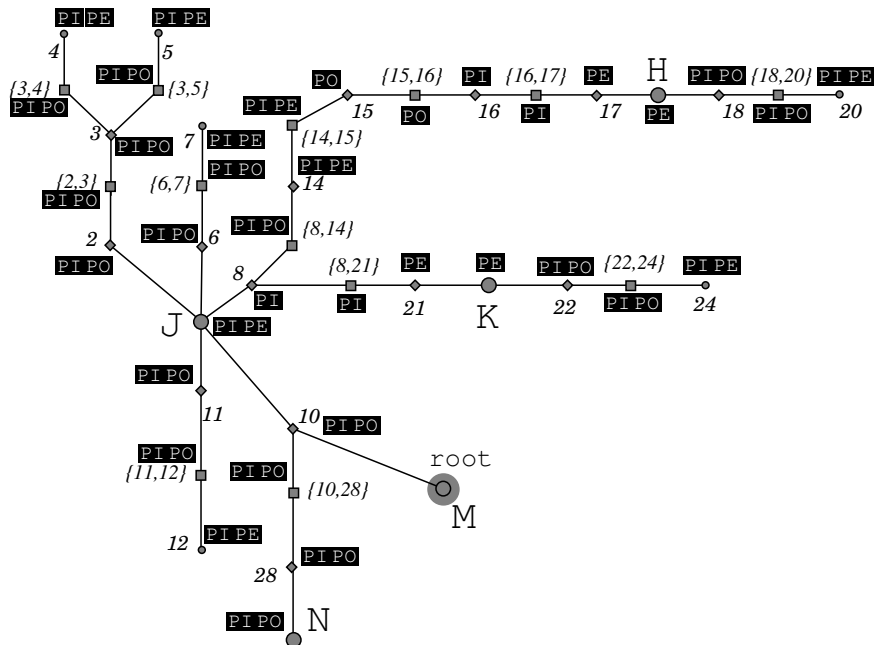 PI PE
PI PE
4
5
PI PO
{3,4}
{3,5}
PI PO
3
PI PO
7
PI PE
PI PO
{2,3}
{6,7}
PI PO
2
PI PO
6
PI PO
PO
PI
PE
H
PI PO
PI PE
{15,16}
{16,17}
{18,20}
PI PE
15
PO
16
PI
17
PE
18
PI PO
20
{14,15}
PI PE
14
PI PO
{8,14}
8
{8,21}
PE
PE
PI PO
{22,24}
PI PE
PI
PI
21
K
22
PI PO
24
J
PI PE
PI PO
11
10
PI PO
PI PO
{11,12}
root
PI PO
{10,28}
M
12
PI PE
PI PO
28
PI PO
N